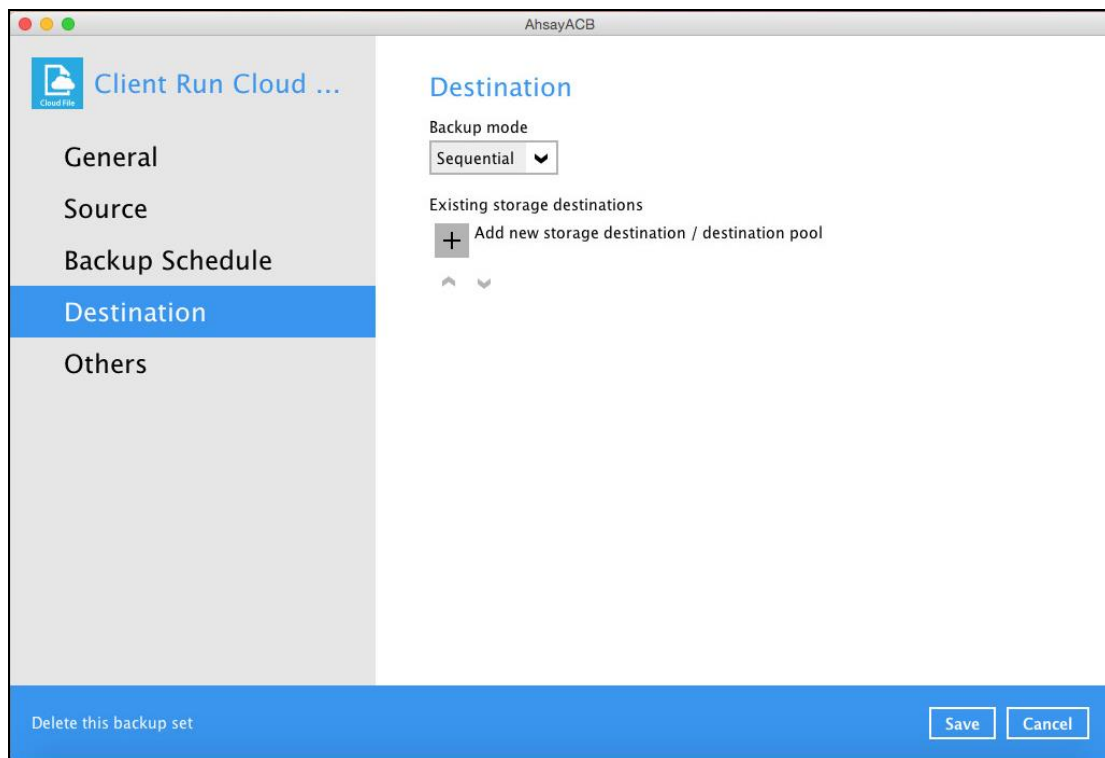 AhsayACB
Cloud File
Client Run Cloud ...
General
Source
Backup Schedule
Destination
Others
Destination
Backup mode
Sequential
Existing storage destinations
Add new storage destination / destination pool
Delete this backup set
Save
Cancel